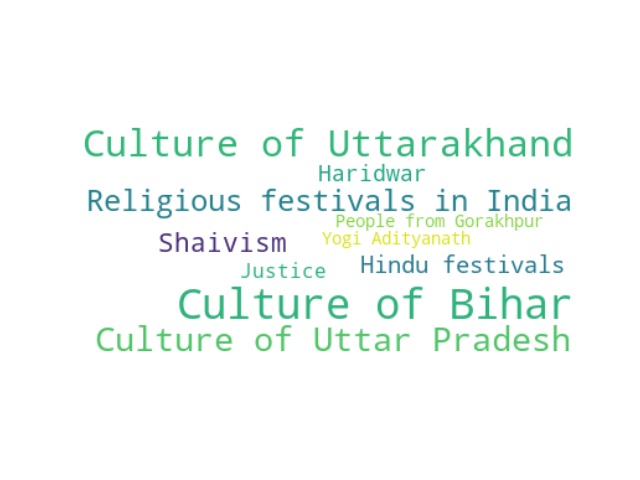 Culture of Uttarakhand
Haridwar
Religious festivals in India
People from Gorakhpur
Shaivism
Yogi Adityanath
Justice
Hindu festivals
Culture of Bihar
Culture of Uttar Pradesh